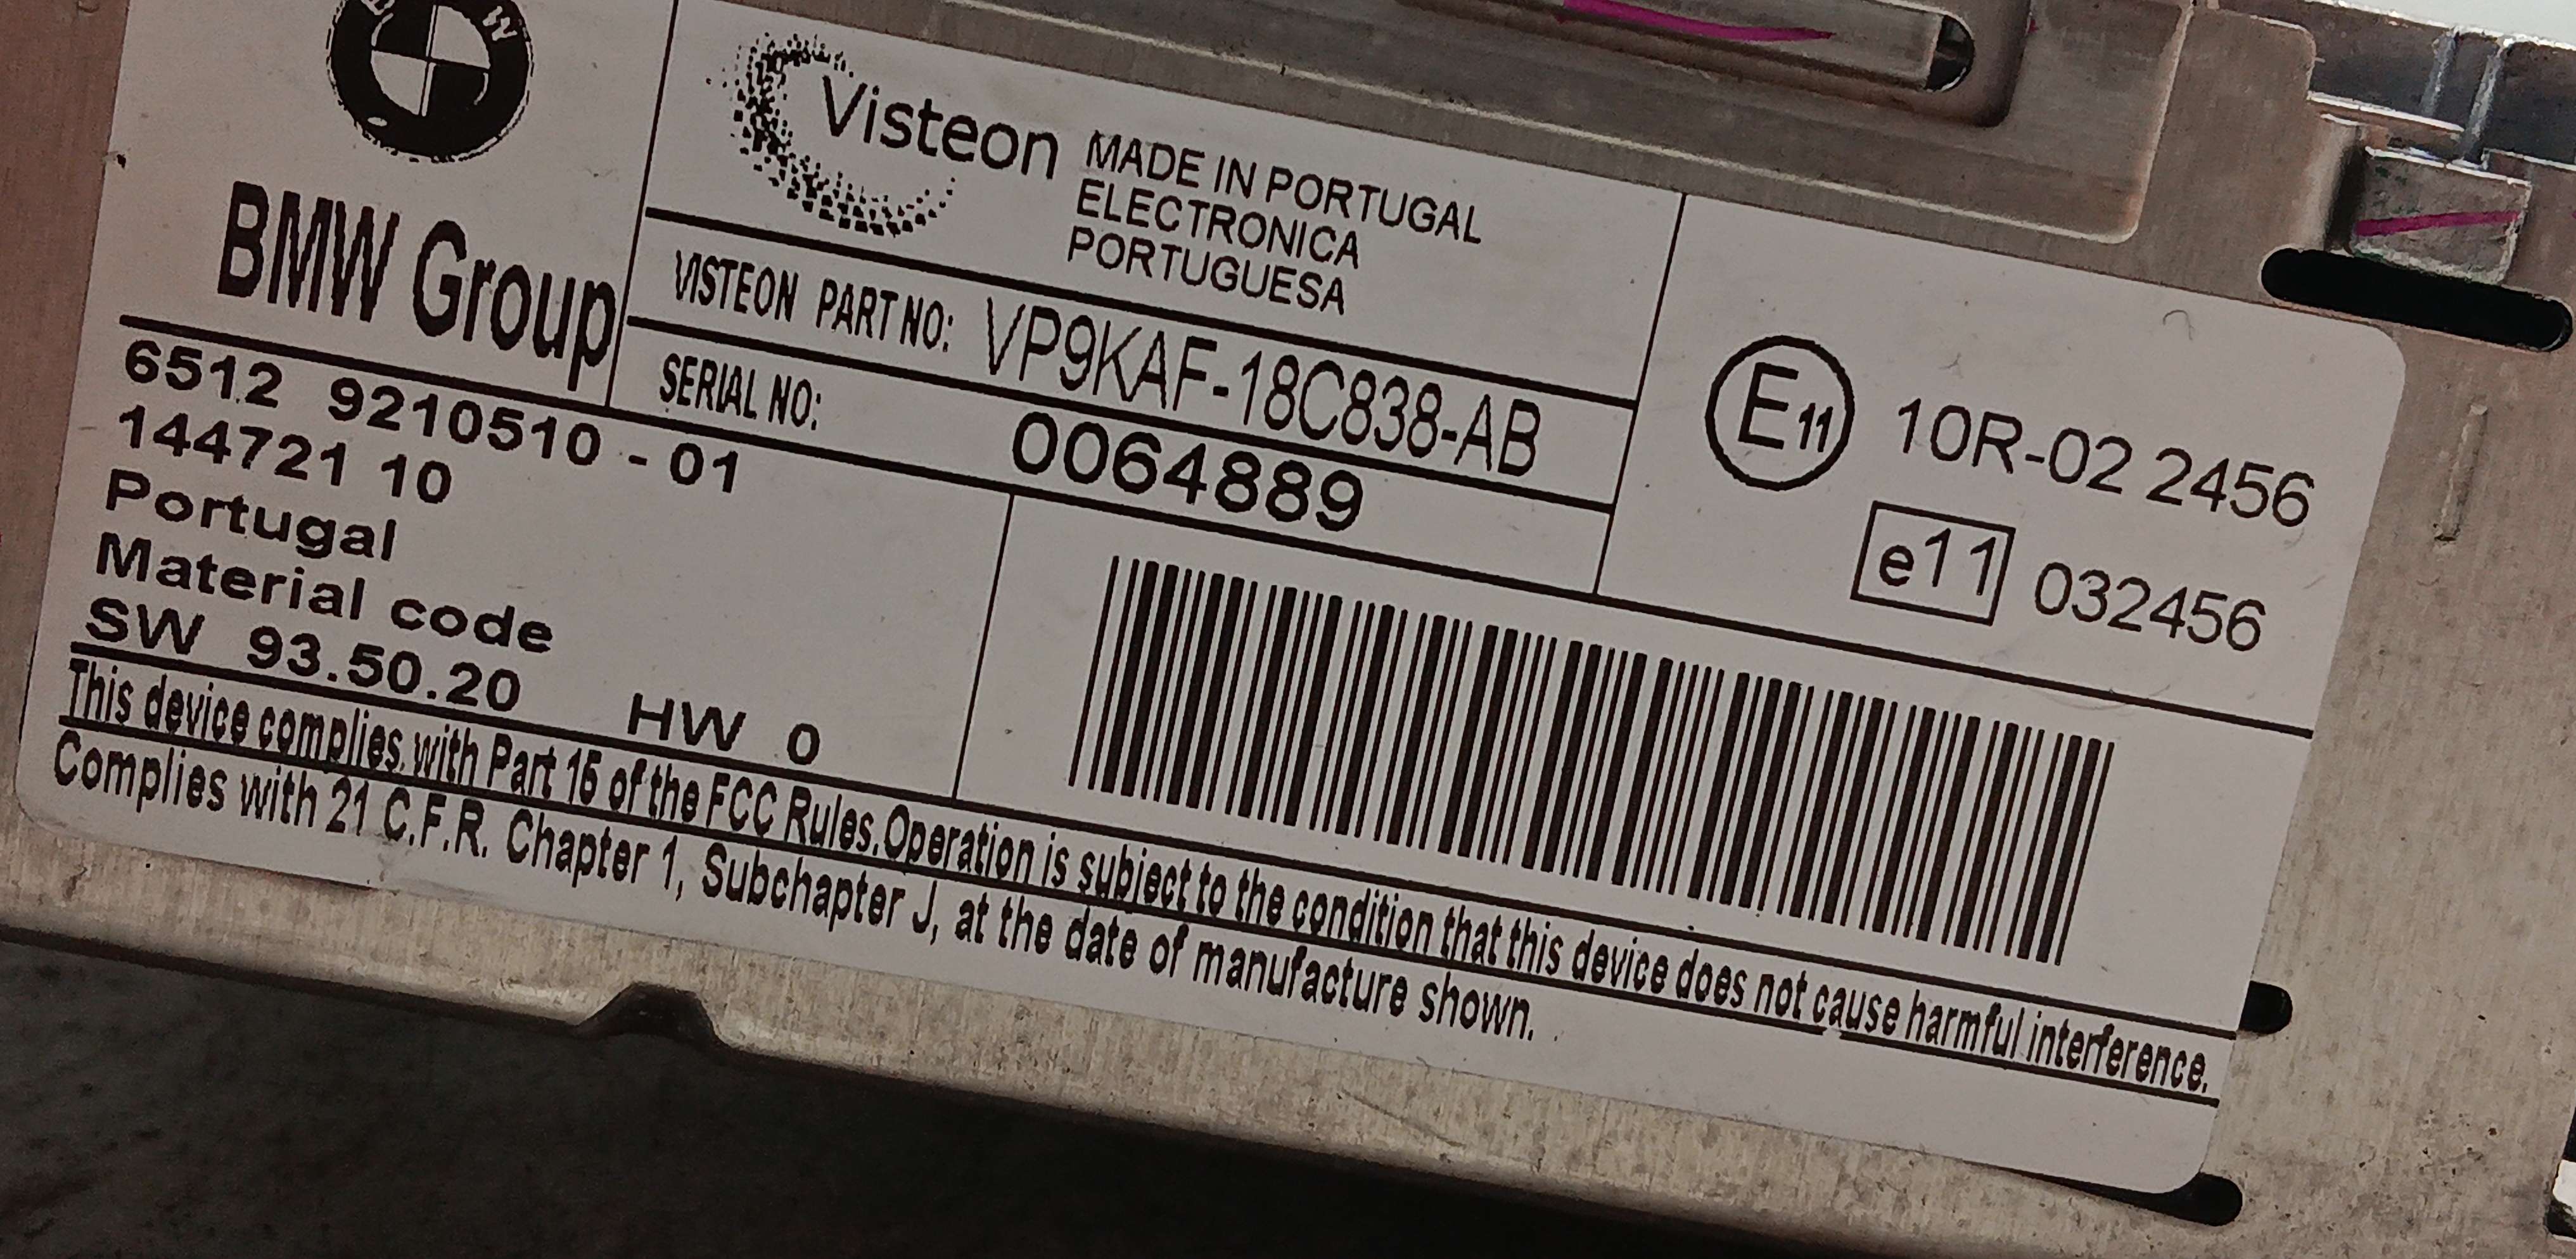 BMW Group
Visteon
MADE IN PORTUGAL
ELECTRONICA
PORTUGUESA
VISTEON PART NO: VP9KAF-18C838-AB
SERIAL NO: 0064889
E11 10R-02 2456
e11 032456
6512 9210510 - 01
144721 10
Portugal
Material code
SW 93.50.20 HW 0
This device complies with Part 15 of the FCC Rules.Operation is subject to the condition that this device does not cause harmful interference.
Complies with 21 C.F.R. Chapter 1, Subchapter J, at the date of manufacture shown.